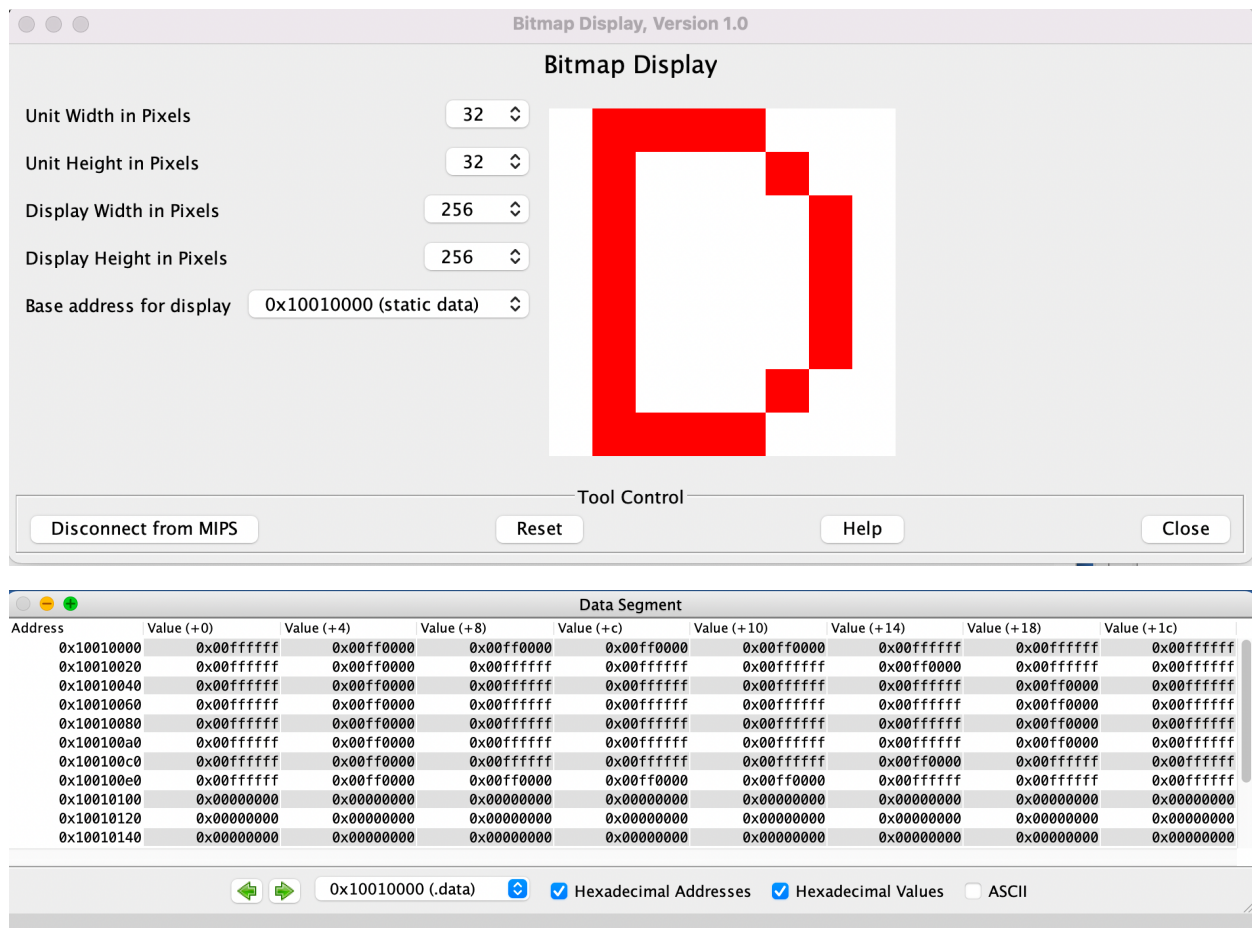 Bitmap Display, Version 1.0
Bitmap Display
Unit Width in Pixels 32
Unit Height in Pixels 32
Display Width in Pixels 256
Display Height in Pixels 256
Base address for display 0x10010000 (static data)
Tool Control
Disconnect from MIPS Reset Help Close
Data Segment
Address Value (+0) Value (+4) Value (+8) Value (+c) Value (+10) Value (+14) Value (+18) Value (+1c)
0x10010000 0x00ffffff 0x00ff0000 0x00ff0000 0x00ff0000 0x00ff0000 0x00ffffff 0x00ffffff 0x00ffffff
0x10010020 0x00ffffff 0x00ff0000 0x00ffffff 0x00ffffff 0x00ffffff 0x00ff0000 0x00ffffff 0x00ffffff
0x10010040 0x00ffffff 0x00ff0000 0x00ffffff 0x00ffffff 0x00ffffff 0x00ffffff 0x00ff0000 0x00ffffff
0x10010060 0x00ffffff 0x00ff0000 0x00ffffff 0x00ffffff 0x00ffffff 0x00ffffff 0x00ff0000 0x00ffffff
0x10010080 0x00ffffff 0x00ff0000 0x00ffffff 0x00ffffff 0x00ffffff 0x00ffffff 0x00ff0000 0x00ffffff
0x100100a0 0x00ffffff 0x00ff0000 0x00ffffff 0x00ffffff 0x00ffffff 0x00ffffff 0x00ff0000 0x00ffffff
0x100100c0 0x00ffffff 0x00ff0000 0x00ffffff 0x00ffffff 0x00ffffff 0x00ff0000 0x00ffffff 0x00ffffff
0x100100e0 0x00ffffff 0x00ff0000 0x00ff0000 0x00ff0000 0x00ff0000 0x00ffffff 0x00ffffff 0x00ffffff
0x10010100 0x00000000 0x00000000 0x00000000 0x00000000 0x00000000 0x00000000 0x00000000 0x00000000
0x10010120 0x00000000 0x00000000 0x00000000 0x00000000 0x00000000 0x00000000 0x00000000 0x00000000
0x10010140 0x00000000 0x00000000 0x00000000 0x00000000 0x00000000 0x00000000 0x00000000 0x00000000
0x10010000 (.data) Hexadecimal Addresses Hexadecimal Values ASCII